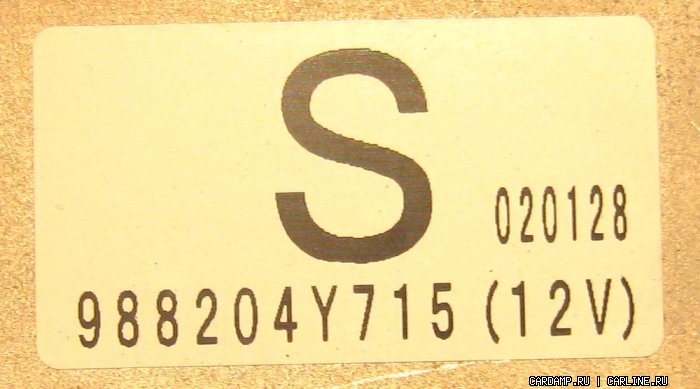 S
020128
988204Y715 (12V)
CARDAMP.RU | CARLINE.RU